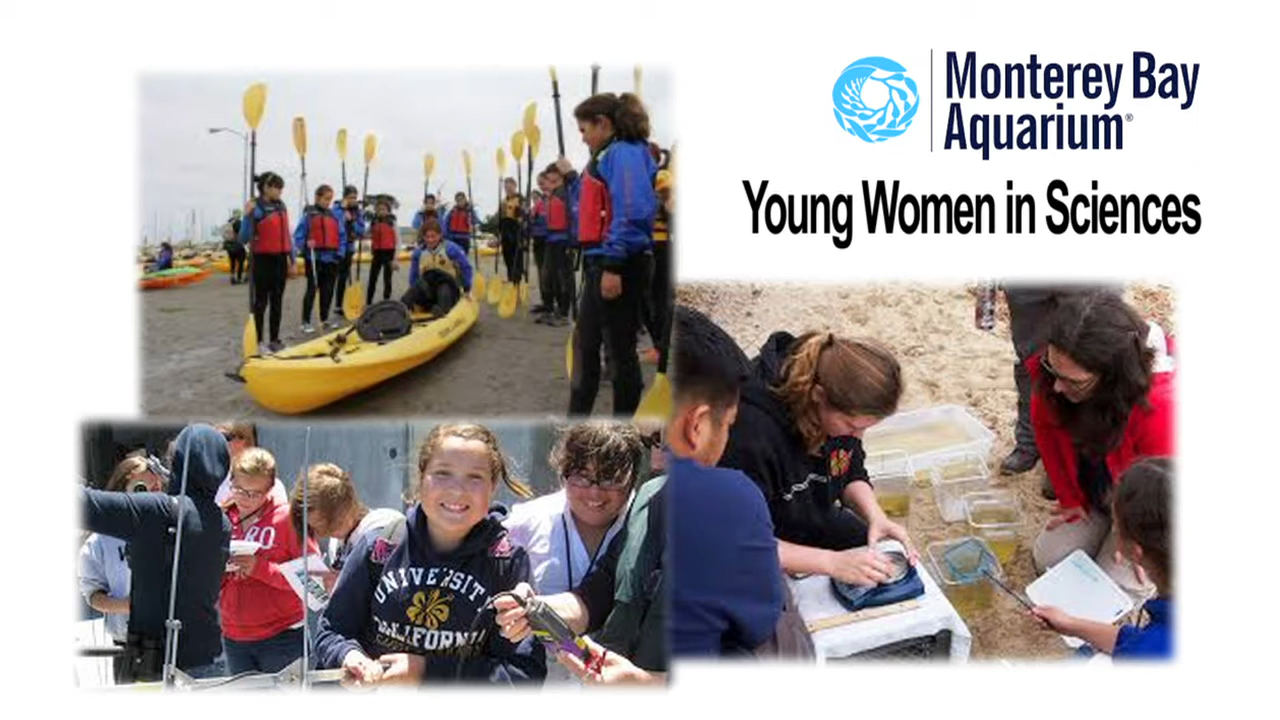 Monterey Bay
Aquarium®
Young Women in Sciences
UNIVERSITY
CALIFORNIA